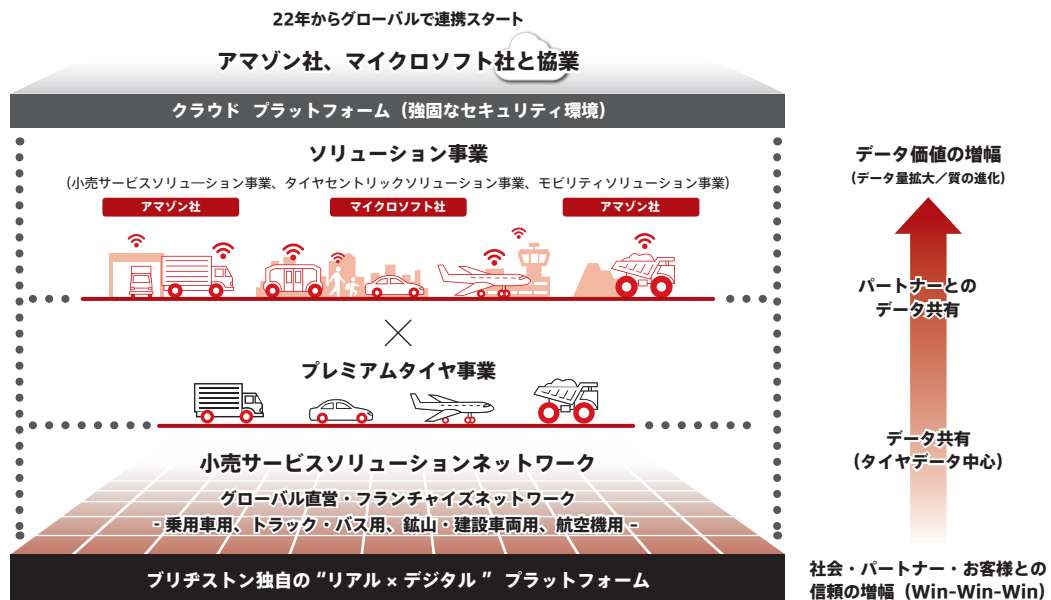 22年からグローバルで連携スタート
アマゾン社、マイクロソフト社と協業
クラウド プラットフォーム（強固なセキュリティ環境）
ソリューション事業
(小売サービスソリューション事業、タイヤセントリックソリューション事業、モビリティソリューション事業)
アマゾン社
マイクロソフト社
アマゾン社
プレミアムタイヤ事業
小売サービスソリューションネットワーク
グローバル直営・フランチャイズネットワーク
- 乗用車用、トラック・バス用、鉱山・建設車両用、航空機用 -
ブリヂストン独自の“リアル × デジタル ” プラットフォーム
データ価値の増幅
(データ量拡大／質の進化)
パートナーとの
データ共有
データ共有
(タイヤデータ中心)
社会・パートナー・お客様との
信頼の増幅（Win-Win-Win)